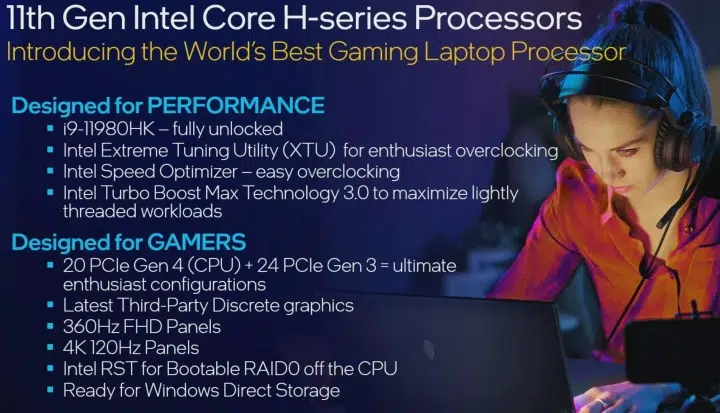 11th Gen Intel Core H-series Processors
Introducing the World's Best Gaming Laptop Processor
Designed for PERFORMANCE
▪ i9-11980HK – fully unlocked
▪ Intel Extreme Tuning Utility (XTU) for enthusiast overclocking
▪ Intel Speed Optimizer – easy overclocking
▪ Intel Turbo Boost Max Technology 3.0 to maximize lightly
threaded workloads
Designed for GAMERS
▪ 20 PCIe Gen 4 (CPU) + 24 PCIe Gen 3 = ultimate
enthusiast configurations
▪ Latest Third-Party Discrete graphics
▪ 360Hz FHD Panels
▪ 4K 120Hz Panels
▪ Intel RST for Bootable RAID0 off the CPU
▪ Ready for Windows Direct Storage